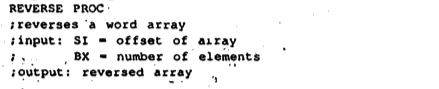 REVERSE PROC
;reverses a word array
;input: SI = offset of array
; BX = number of elements
;output: reversed array